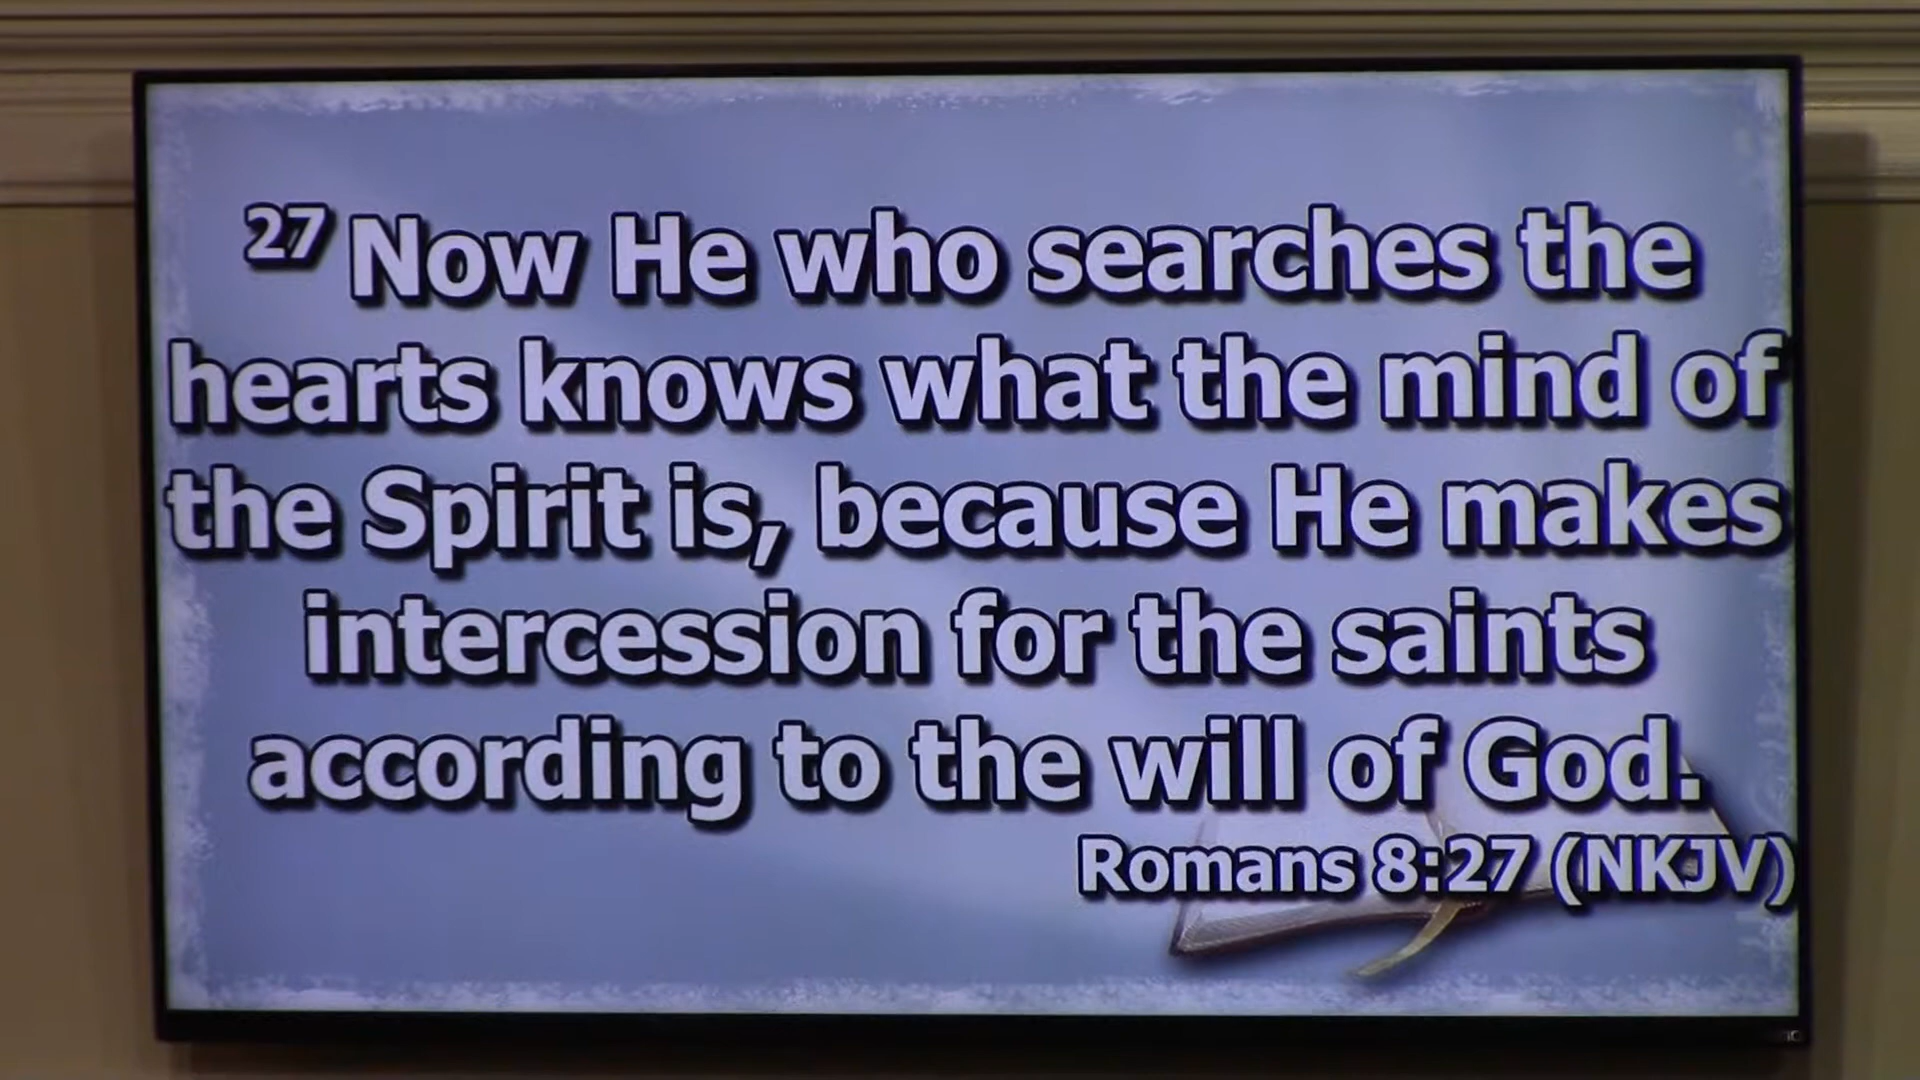 27 Now He who searches the
hearts knows what the mind of
the Spirit is, because He makes
intercession for the saints
according to the will of God.
Romans 8:27 (NKJV)